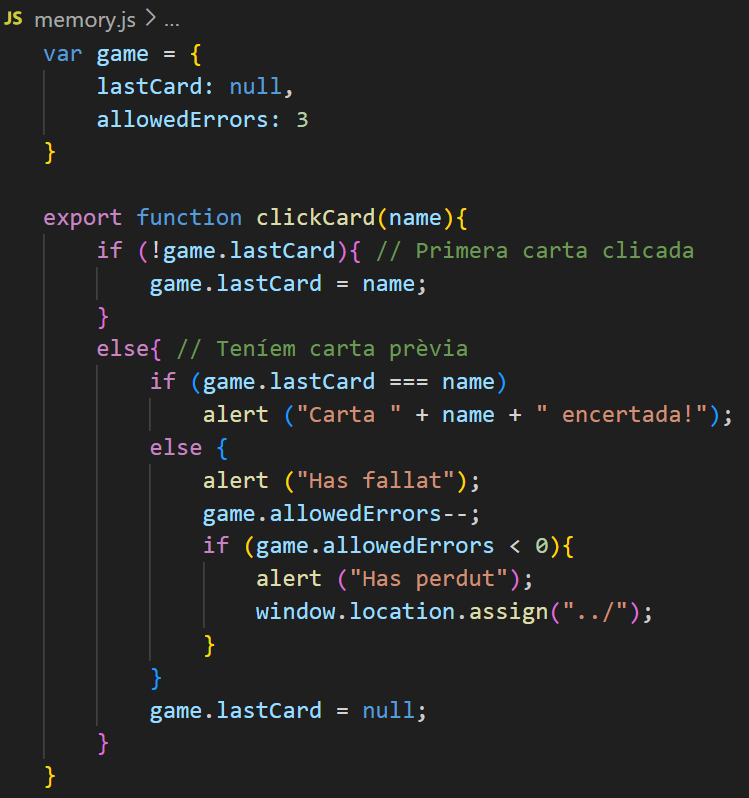 JS memory.js > ...
var game = {
    lastCard: null,
    allowedErrors: 3
}

export function clickCard(name){
    if (!game.lastCard){ // Primera carta clicada
        game.lastCard = name;
    }
    else{ // Teníem carta prèvia
        if (game.lastCard === name)
            alert ("Carta " + name + " encertada!");
        else {
            alert ("Has fallat");
            game.allowedErrors--;
            if (game.allowedErrors < 0){
                alert ("Has perdut");
                window.location.assign("../");
            }
        }
        game.lastCard = null;
    }
}